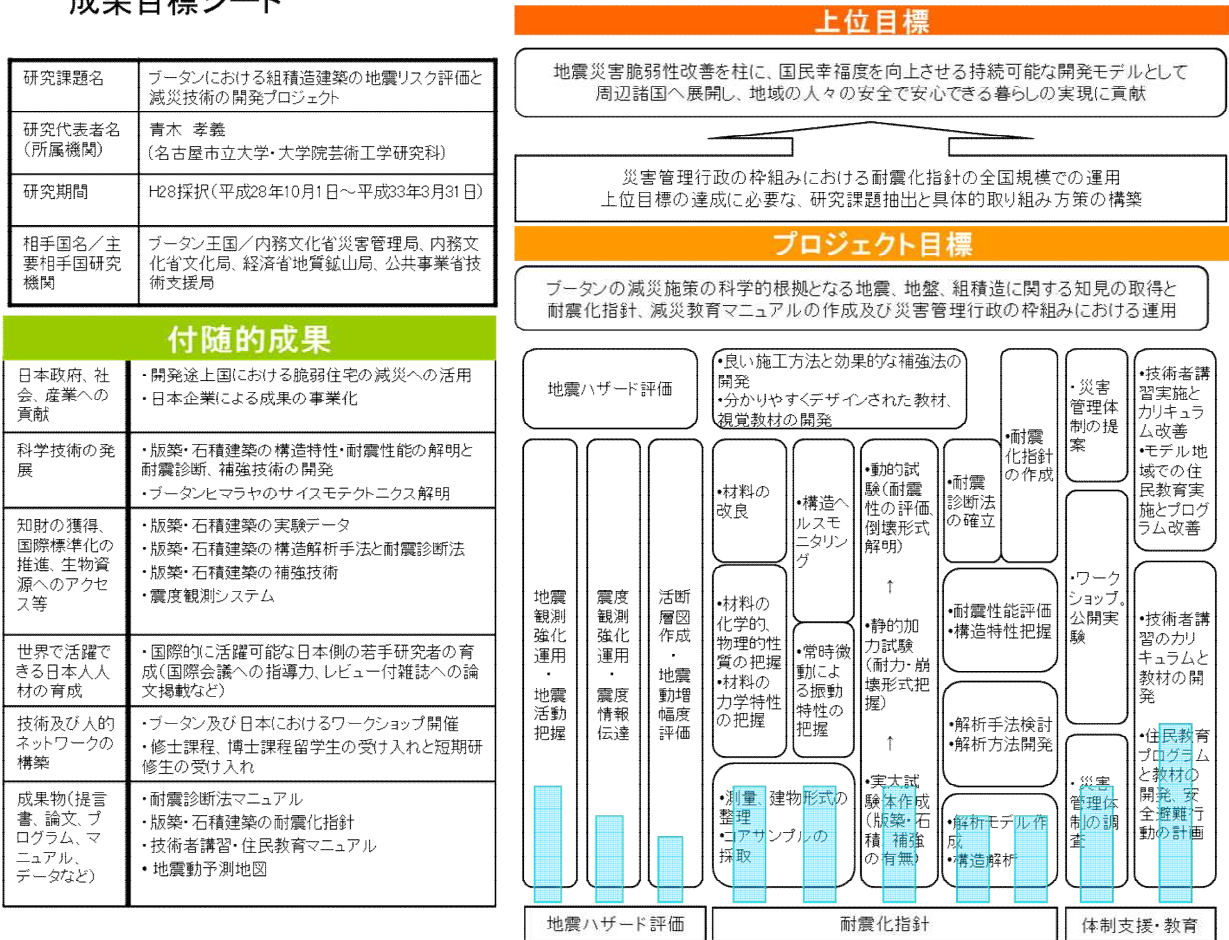 成果目標シート
研究課題名
ブータンにおける組積造建築の地震リスク評価と
減災技術の開発プロジェクト
研究代表者名
(所属機関)
青木 孝義
(名古屋市立大学・大学院芸術工学研究科)
研究期間
H28採択(平成28年10月1日~平成33年3月31日)
相手国名/主
要相手国研究
機関
ブータン王国/内務文化省災害管理局、内務文
化省文化局、経済省地質鉱山局、公共事業省技
術支援局
付随的成果
日本政府、社
会、産業への
貢献
・開発途上国における脆弱住宅の減災への活用
・日本企業による成果の事業化
科学技術の発
展
・版築・石積建築の構造特性・耐震性能の解明と
耐震診断、補強技術の開発
・ブータンヒマラヤのサイスモテクトニクス解明
知財の獲得、
国際標準化の
推進、生物資
源へのアクセ
ス等
・版築・石積建築の実験データ
・版築・石積建築の構造解析手法と耐震診断法
・版築・石積建築の補強技術
・震度観測システム
世界で活躍で
きる日本人人
材の育成
・国際的に活躍可能な日本側の若手研究者の育
成(国際会議への指導力、レビュー付雑誌への論
文掲載など)
技術及び人的
ネットワークの
構築
・ブータン及び日本におけるワークショップ開催
・修士課程、博士課程留学生の受け入れと短期研
修生の受け入れ
成果物(提言
書、論文、プ
ログラム、マ
ニュアル、
データなど)
・耐震診断法マニュアル
・版築・石積建築の耐震化指針
・技術者講習・住民教育マニュアル
・地震動予測地図
上位目標
地震災害脆弱性改善を柱に、国民幸福度を向上させる持続可能な開発モデルとして
周辺諸国へ展開し、地域の人々の安全で安心できる暮らしの実現に貢献
災害管理行政の枠組みにおける耐震化指針の全国規模での運用
上位目標の達成に必要な、研究課題抽出と具体的取り組み方策の構築
プロジェクト目標
ブータンの減災施策の科学的根拠となる地震、地盤、組積造に関する知見の取得と
耐震化指針、減災教育マニュアルの作成及び災害管理行政の枠組みにおける運用
地震ハザード評価
•良い施工方法と効果的な補強法の
開発
•分かりやすくデザインされた教材、
視覚教材の開発
地震
観測
強化
運用
・
地震
活動
把握
震度
観測
強化
運用
・
震度
情報
伝達
活断
層図
作成
・
地震
動増
幅度
評価
•材料の
改良
•材料の
化学的、
物理的性
質の把握
•材料の
力学特性
の把握
•構造ヘ
ルスモ
ニタリン
グ
•常時微
動によ
る振動
特性の
把握
•測量、建物形式の
整理
•コアサンプルの
採取
•動的試
験(耐震
性の評価、
倒壊形式
解明)
↑
•静的加
力試験
(耐力・崩
壊形式把
握)
↑
•実大試
験体作成
(版築・石
積 補強
の有無)
•耐震
診断法
の確立
•耐震
化指針
の作成
•耐震性能評価
•構造特性把握
•解析手法検討
•解析方法開発
•解析モデル作
成
•構造解析
・災害
管理体
制の提
案
•ワーク
ショップ。
公開実
験
・災害
管理体
制の調
査
•技術者講
習実施と
カリキュラ
ム改善
•モデル地
域での住
民教育実
施とプログ
ラム改善
•技術者講
習のカリ
キュラムと
教材の開
発
•住民教育
プログラム
と教材の
開発、安
全避難行
動の計画
地震ハザード評価
耐震化指針
体制支援・教育